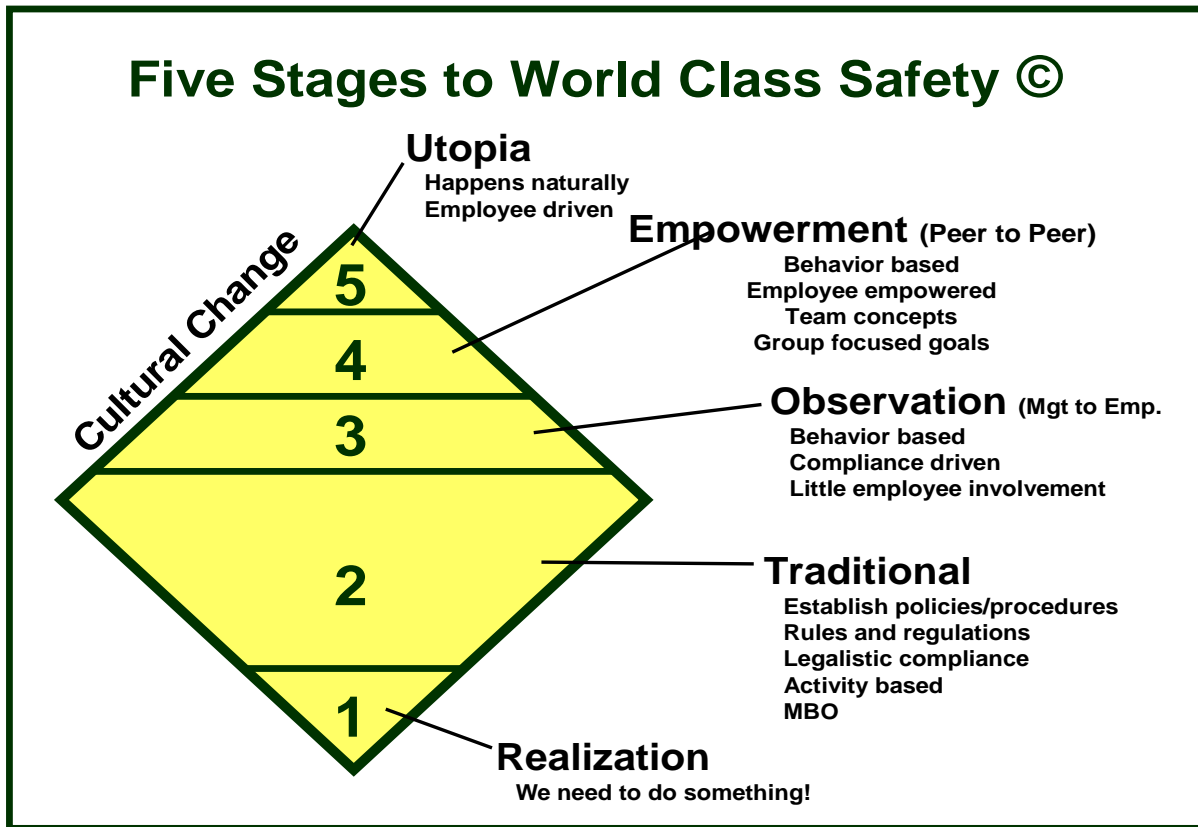 Five Stages to World Class Safety ©
Utopia
Happens naturally
Employee driven
Empowerment (Peer to Peer)
Behavior based
Employee empowered
Team concepts
Group focused goals
Cultural Change
5
4
3
2
1
Observation (Mgt to Emp.
Behavior based
Compliance driven
Little employee involvement
Traditional
Establish policies/procedures
Rules and regulations
Legalistic compliance
Activity based
MBO
Realization
We need to do something!